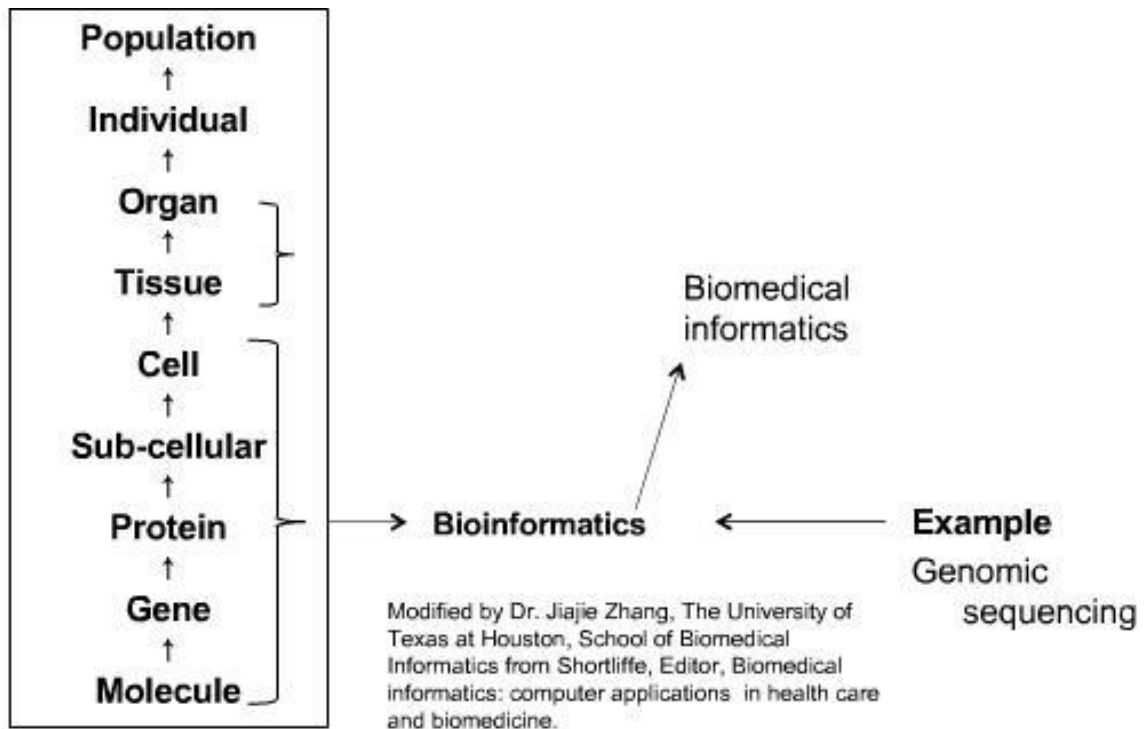 Population
↑
Individual
↑
Organ
↑
Tissue
↑
Cell
↑
Sub-cellular
↑
Protein
↑
Gene
↑
Molecule
Biomedical
informatics
Bioinformatics
Example
Genomic
sequencing
Modified by Dr. Jiajie Zhang, The University of
Texas at Houston, School of Biomedical
Informatics from Shortliffe, Editor, Biomedical
informatics: computer applications in health care
and biomedicine.